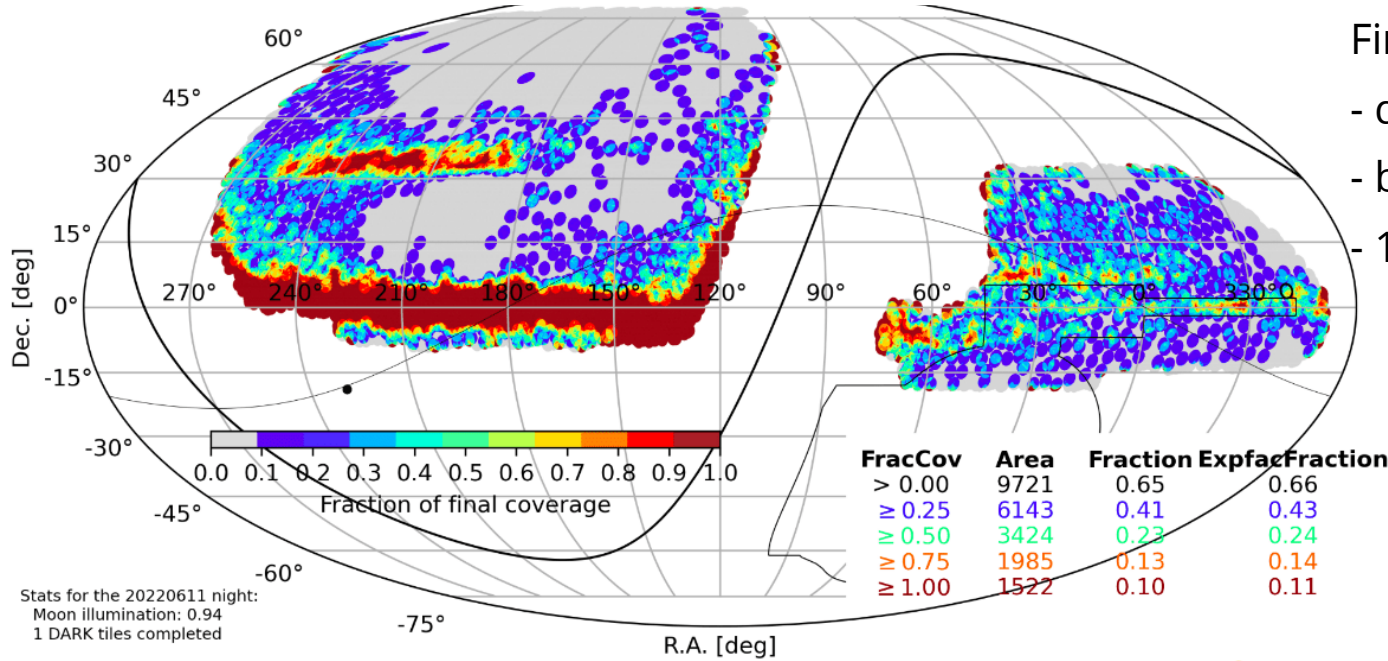 60°
45°
30°
15°
0°
-15°
-30°
-45°
-60°
-75°
Dec. [deg]
270° 240° 210° 180° 150° 120° 90° 60° 30° 0° 330°
R.A. [deg]
0.0 0.1 0.2 0.3 0.4 0.5 0.6 0.7 0.8 0.9 1.0
Fraction of final coverage
FracCov Area Fraction ExpfacFraction
> 0.00 9721 0.65 0.66
≥ 0.25 6143 0.41 0.43
≥ 0.50 3424 0.23 0.24
≥ 0.75 1985 0.13 0.14
≥ 1.00 1522 0.10 0.11
Stats for the 20220611 night:
Moon illumination: 0.94
1 DARK tiles completed
- 1